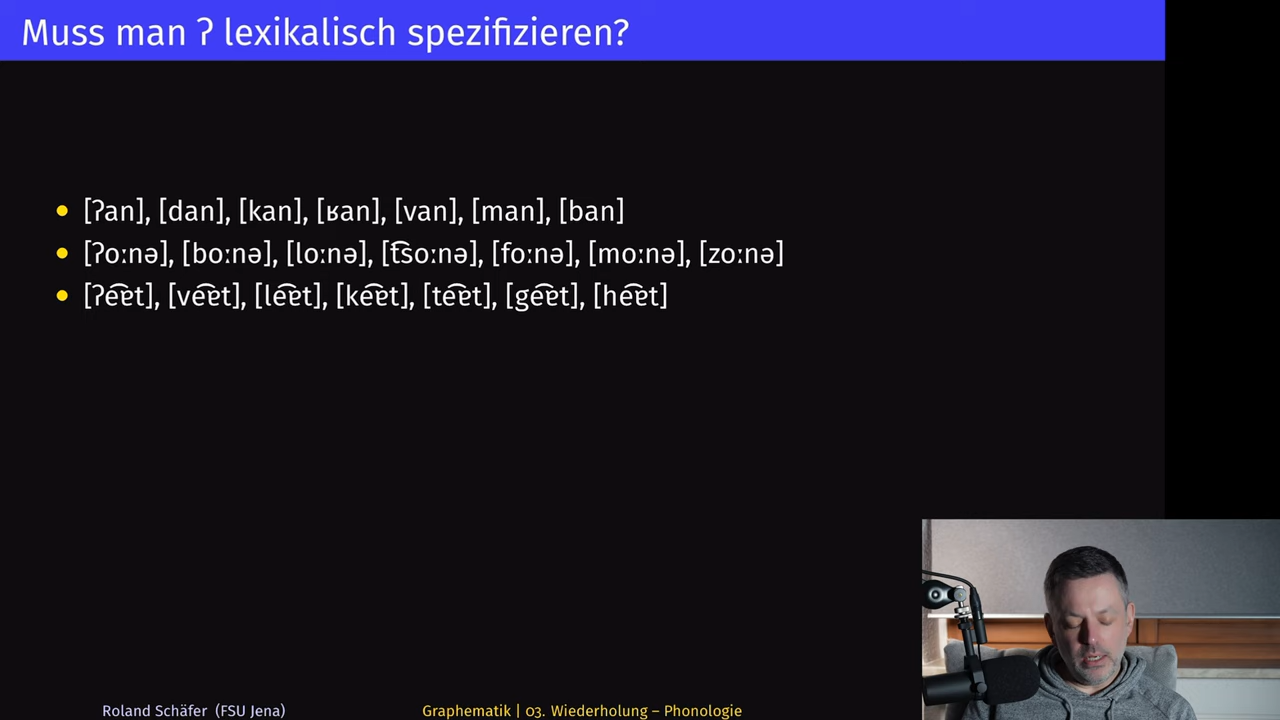 Muss man ʔ lexikalisch spezifizieren?
• [ʔan], [dan], [kan], [ʁan], [van], [man], [ban]
• [ʔoːnə], [boːnə], [loːnə], [t͡soːnə], [foːnə], [moːnə], [zoːnə]
• [ʔe͡ɐt], [ve͡ɐt], [le͡ɐt], [ke͡ɐt], [te͡ɐt], [ge͡ɐt], [he͡ɐt]
Roland Schäfer (FSU Jena) Graphematik | 03. Wiederholung – Phonologie